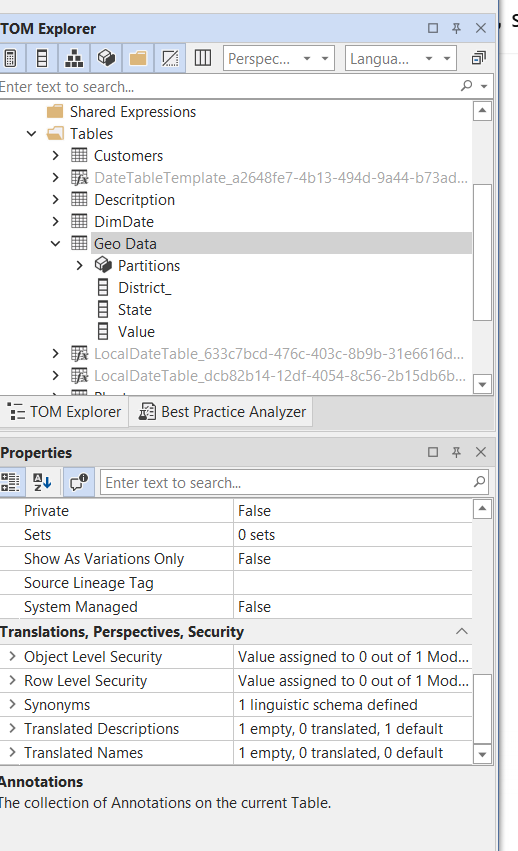 TOM Explorer
Perspec...
Langua...
Enter text to search...
Shared Expressions
Tables
Customers
DateTableTemplate_a2648fe7-4b13-494d-9a44-b73ad...
Descritption
DimDate
Geo Data
Partitions
District_
State
Value
LocalDateTable_633c7bcd-476c-403c-8b9b-31e6616d...
LocalDateTable_dcb82b14-12df-4054-8c56-2b15db6b...
TOM Explorer Best Practice Analyzer
Properties
Enter text to search...
Private False
Sets 0 sets
Show As Variations Only False
Source Lineage Tag
System Managed False
Translations, Perspectives, Security
Object Level Security Value assigned to 0 out of 1 Mod...
Row Level Security Value assigned to 0 out of 1 Mod...
Synonyms 1 linguistic schema defined
Translated Descriptions 1 empty, 0 translated, 1 default
Translated Names 1 empty, 0 translated, 0 default
Annotations
The collection of Annotations on the current Table.